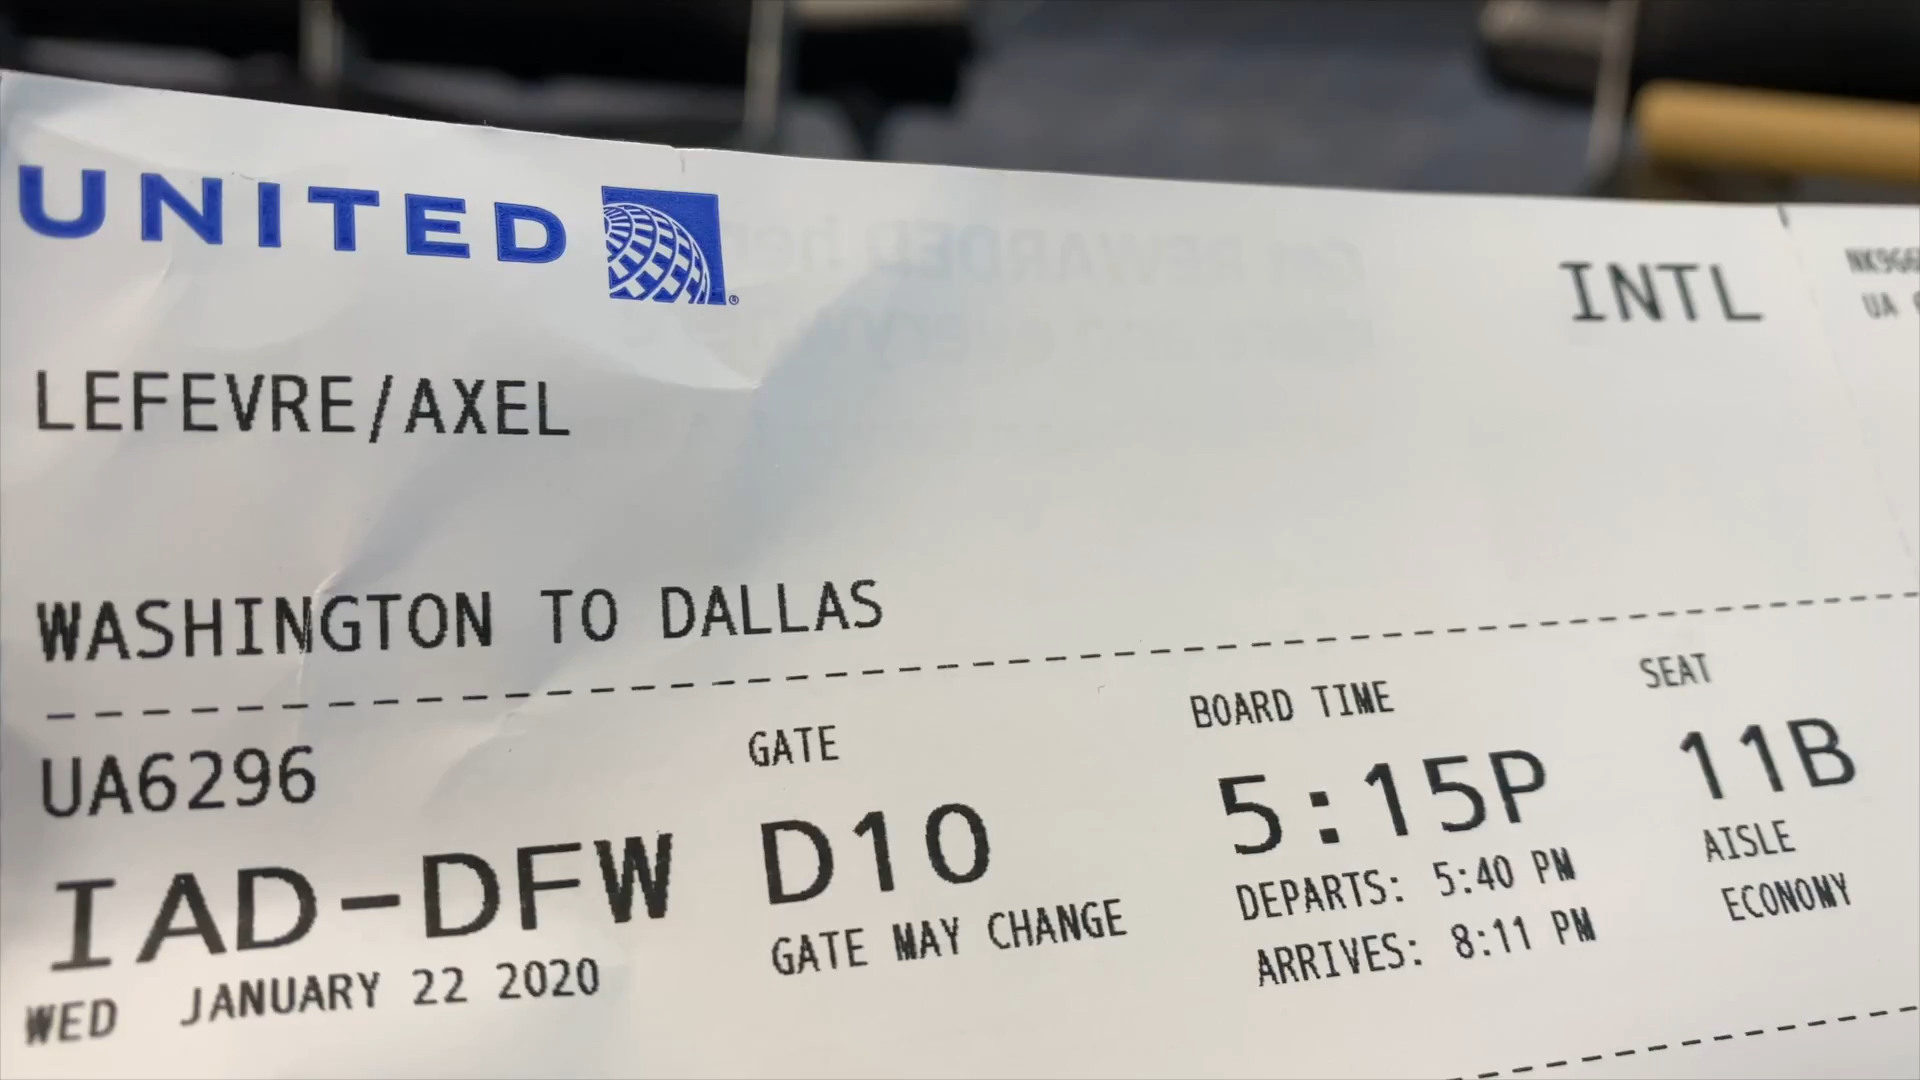 UNITED
INTL
UA
LEFEVRE/AXEL
WASHINGTON TO DALLAS
UA6296
GATE
BOARD TIME
SEAT
IAD-DFW
D10
5:15P
11B
WED JANUARY 22 2020
GATE MAY CHANGE
DEPARTS: 5:40 PM
ARRIVES: 8:11 PM
AISLE
ECONOMY